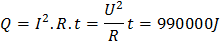 Q = I².R.t = U²/R t = 990000J